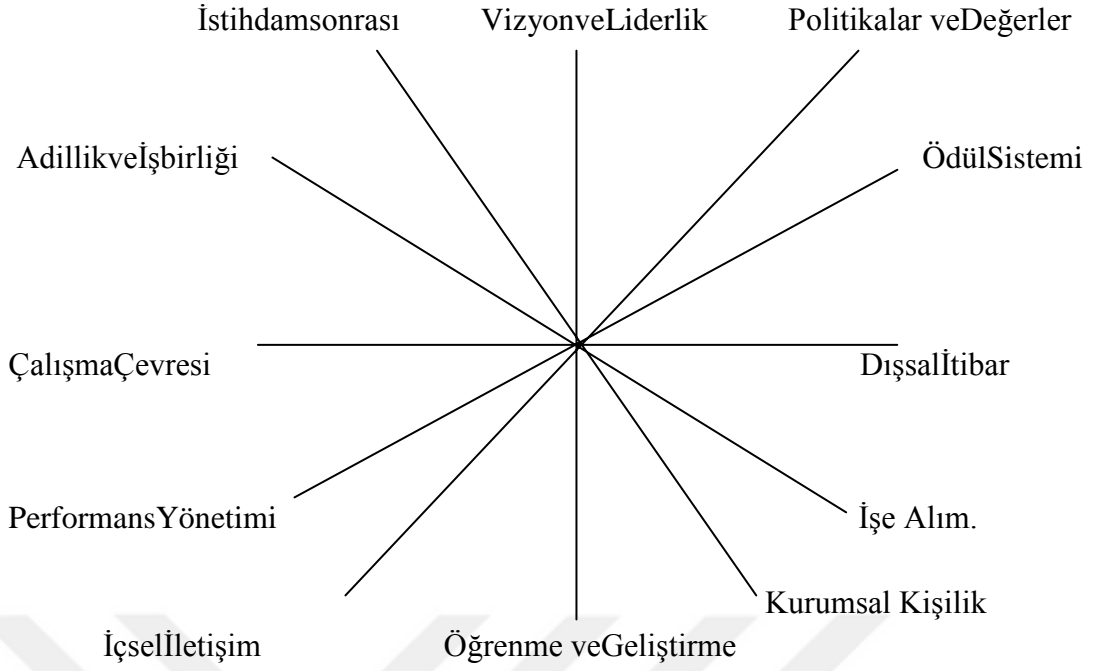 İstihdamsonrası VizyonveLiderlik Politikalar veDeğerler
AdillikveİşbirliğI ÖdülSistemi
ÇalışmaÇevresi Dışsalİtibar
PerformansYönetimi İşe Alım.
Kurumsal Kişilik
İçselİletişim Öğrenme veGeliştirme